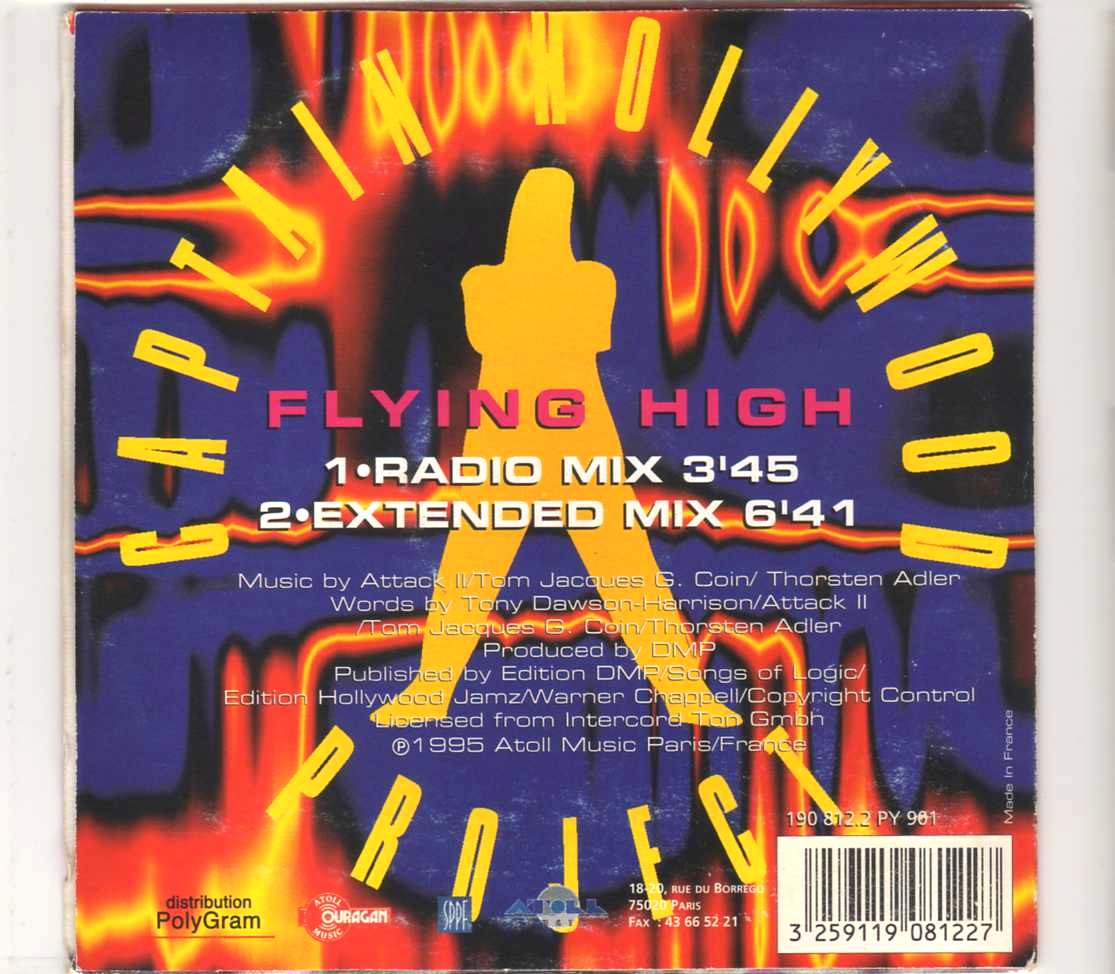 CAPTAIN HOLLYWOOD
PROJECT
FLYING HIGH
1•RADIO MIX 3'45
2•EXTENDED MIX 6'41
Music by Attack II/Tom Jacques G. Coin/ Thorsten Adler
Words by Tony Dawson-Harrison/Attack II
/Tom Jacques G. Coin/Thorsten Adler
Produced by DMP
Published by Edition DMP/Songs of Logic/
Edition Hollywood Jamz/Warner Chappell/Copyright Control
Licensed from Intercord Ton Gmbh
℗1995 Atoll Music Paris/France
Made In France
190 812.2 PY 901
distribution
PolyGram
ATOLL
OURAGAN
MUSIC
SPPF
ATOLL
18-20, RUE DU BORRÉGO
75020 PARIS
FAX : 43 66 52 21
3 259119 081227